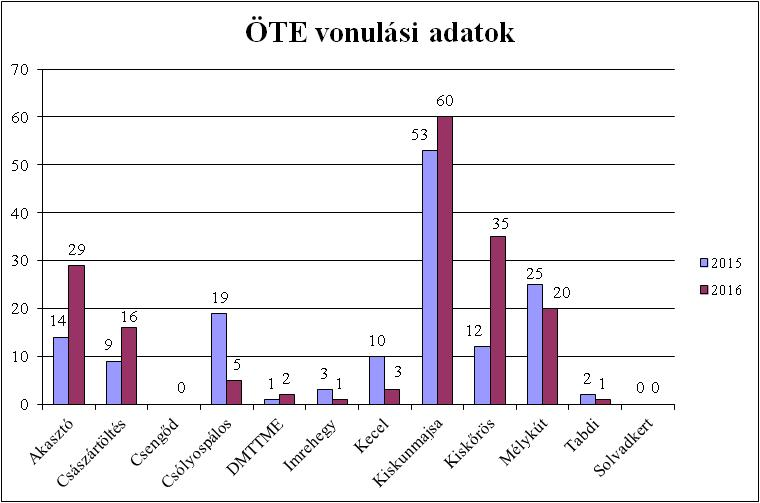 ÖTE vonulási adatok
70
60
50
40
30
20
10
0
14
29
9
16
0
19
5
1
2
3
1
10
3
53
60
12
35
25
20
2
1
0
0
Akasztó
Császártöltés
Csengőd
Csólyospálos
DMTTME
Imrehegy
Kecel
Kiskunmajsa
Kiskőrös
Mélykút
Tabdi
Solvadkert
2015
2016